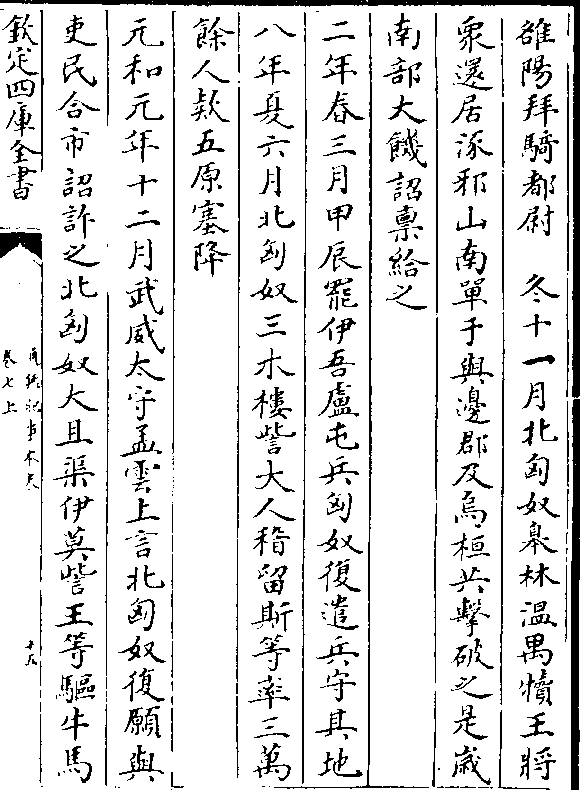 雒陽拜騎都尉　冬十一月北匈奴臯林溫禺犢王將
衆還居涿邪山南單于與邊郡及烏桓共擊破之是歲
南部大饑詔稟給之
二年春三月甲辰罷伊吾盧屯兵匈奴復遣兵守其地
八年夏六月北匈奴三木樓訾大人稽留斯等率三萬
餘人款五原塞降
元和元年十二月武威太守孟雲上言北匈奴復願與
吏民合市詔許之北匈奴大且渠伊莫訾王等驅牛馬
欽定四庫全書
卷七上
十九